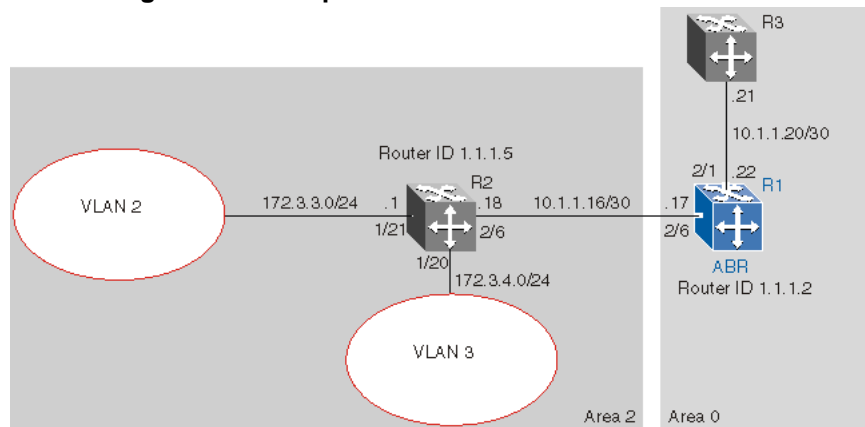 R3
.21
10.1.1.20/30
Router ID 1.1.1.5
2/1
.22
R2
R1
VLAN 2
172.3.3.0/24
.1
.18
10.1.1.16/30
.17
1/21
2/6
2/6
1/20
ABR
172.3.4.0/24
Router ID 1.1.1.2
VLAN 3
Area 2
Area 0